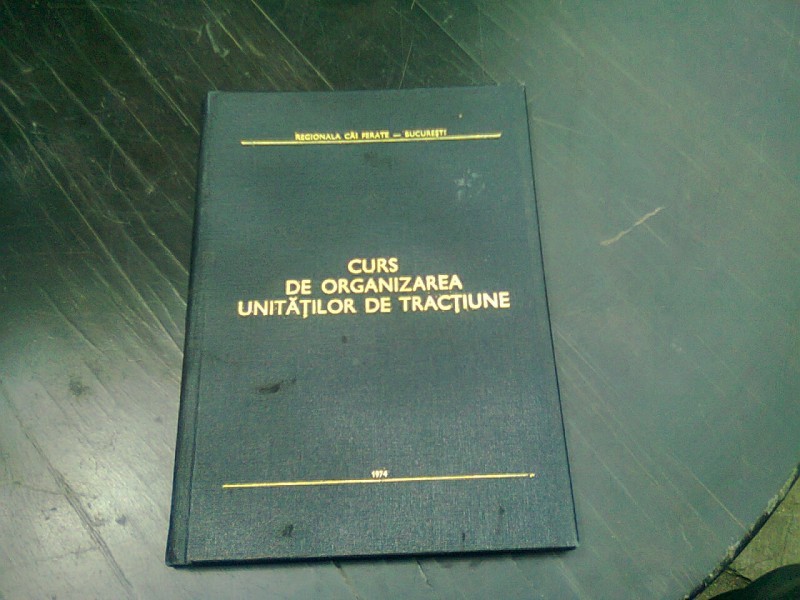 REGIONALA CĂI FERATE — BUCUREȘTI
CURS
DE ORGANIZAREA
UNITĂȚILOR DE TRACȚIUNE
1974